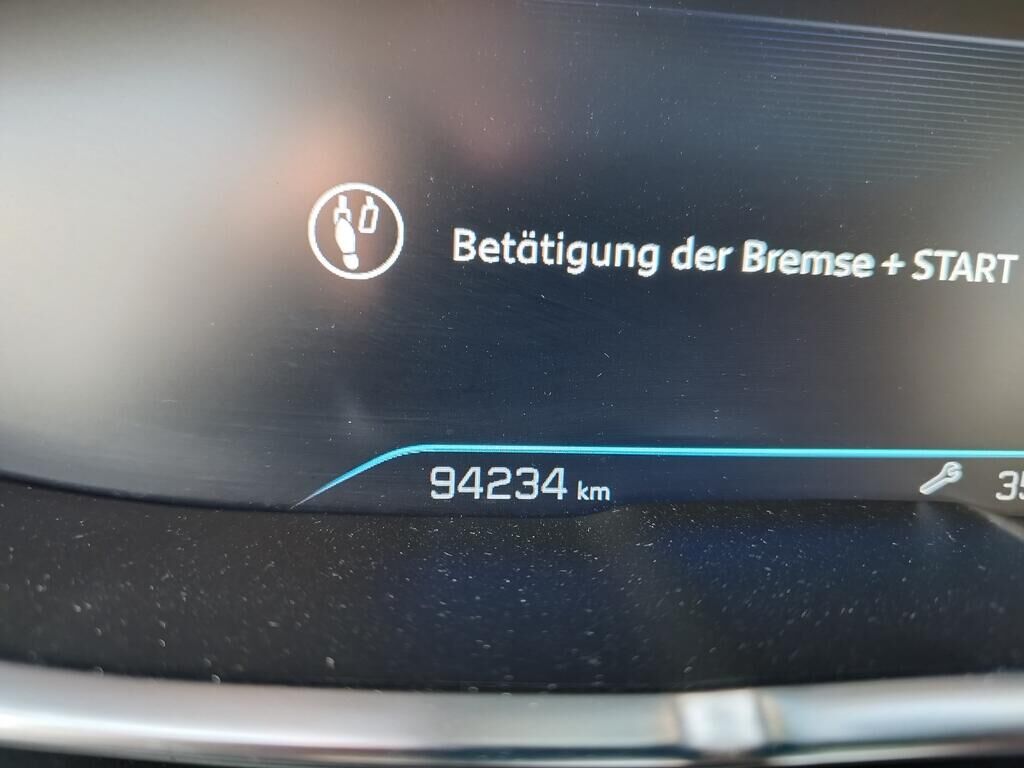 Betätigung der Bremse + START
94234 km